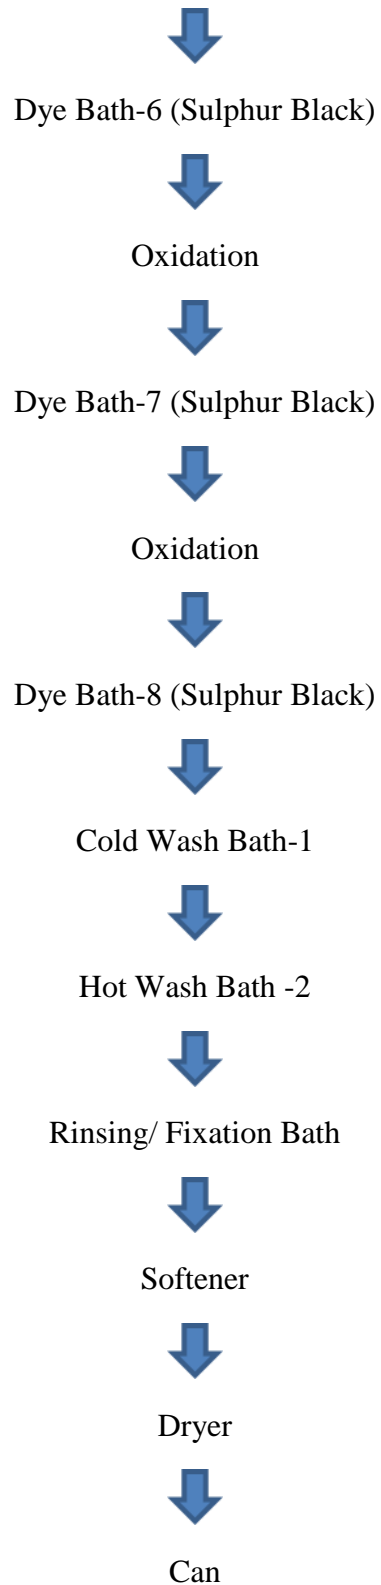 Dye Bath-6 (Sulphur Black)
Oxidation
Dye Bath-7 (Sulphur Black)
Oxidation
Dye Bath-8 (Sulphur Black)
Cold Wash Bath-1
Hot Wash Bath -2
Rinsing/ Fixation Bath
Softener
Dryer
Can